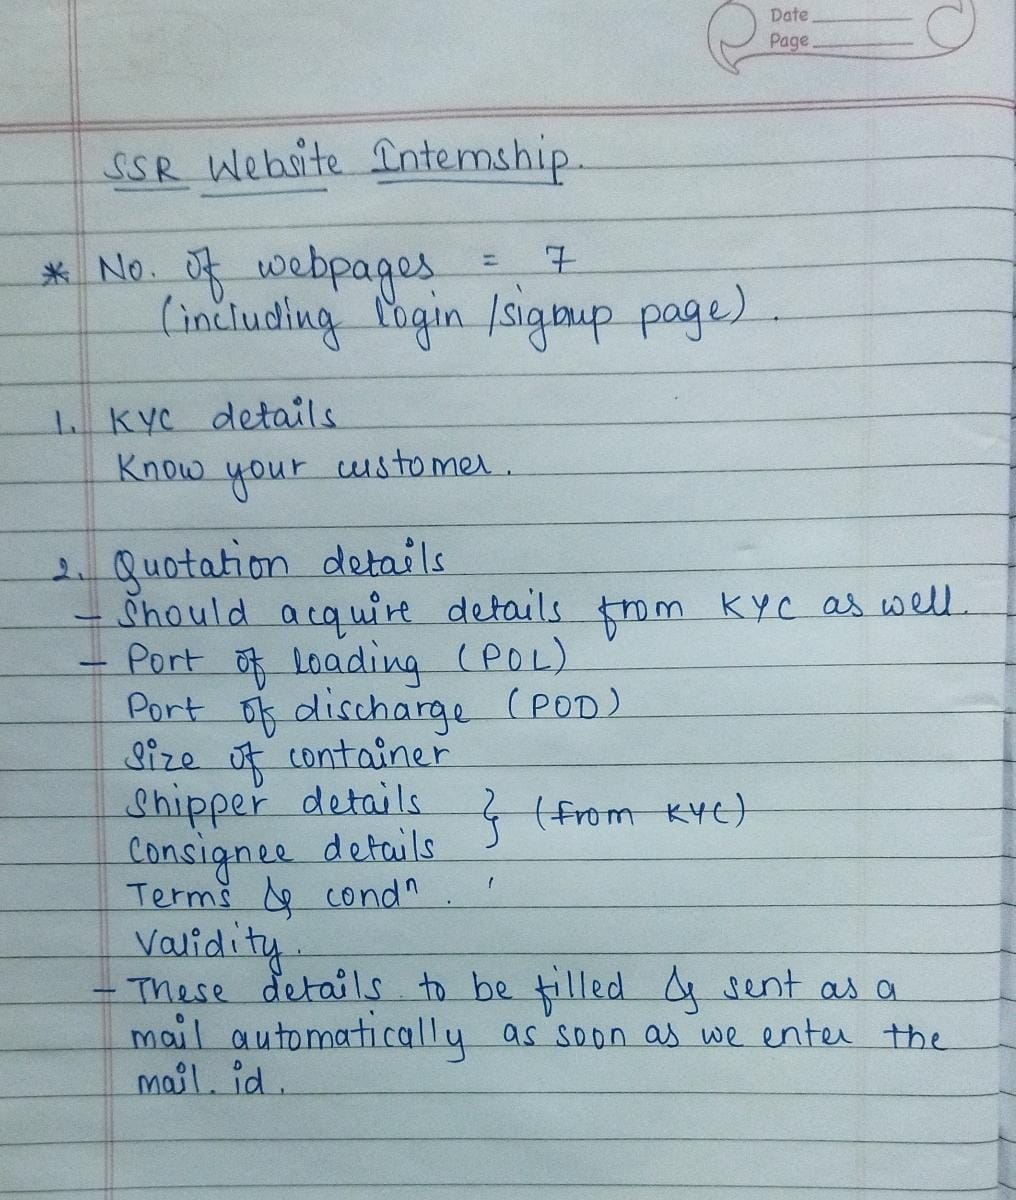 Date
Page
SSR Website Internship.
* No. of webpages = 7
(including login /signup page).
1. KYC details
Know your customer.
2. Quotation details
- Should acquire details from KYC as well.
- Port of loading (POL)
Port of discharge (POD)
Size of container
Shipper details } (from KYC)
Consignee details
Terms & condⁿ.
Validity.
- These details to be filled & sent as a
mail automatically as soon as we enter the
mail. id.